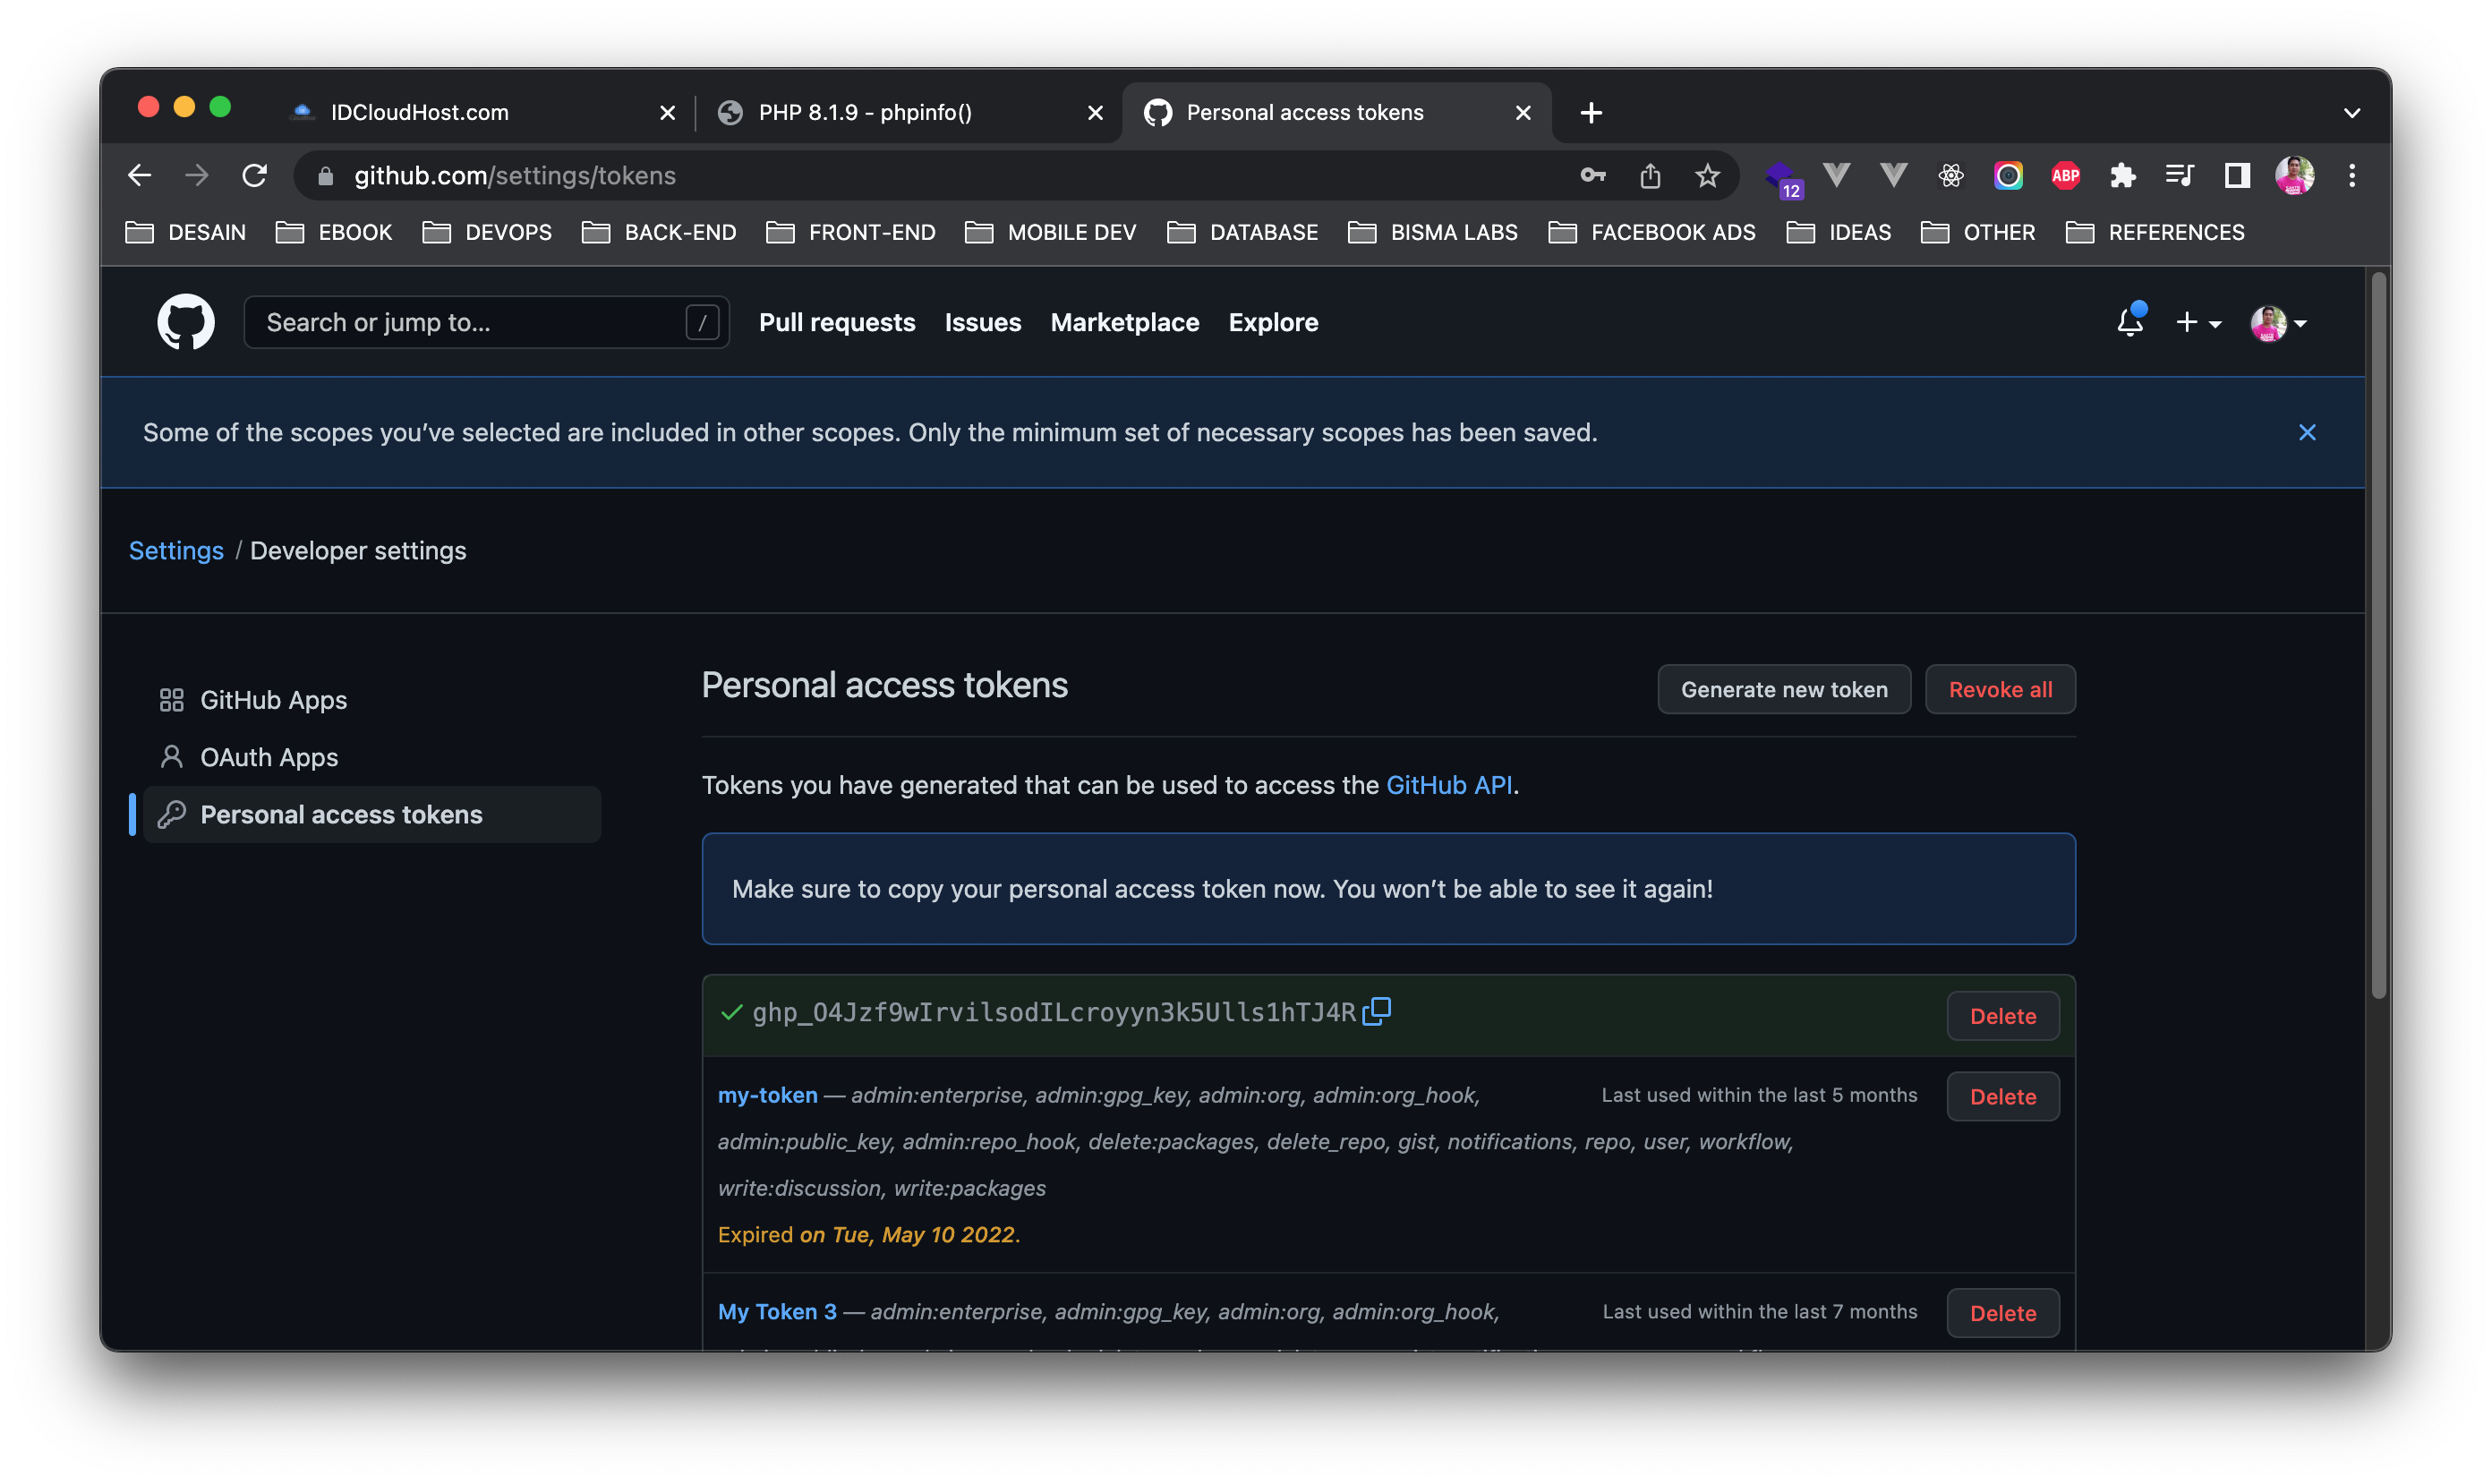 IDCloudHost.com
PHP 8.1.9 - phpinfo()
Personal access tokens
github.com/settings/tokens
12
ABP
DESAIN
EBOOK
DEVOPS
BACK-END
FRONT-END
MOBILE DEV
DATABASE
BISMA LABS
FACEBOOK ADS
IDEAS
OTHER
REFERENCES
Search or jump to...
/
Pull requests
Issues
Marketplace
Explore
Some of the scopes you’ve selected are included in other scopes. Only the minimum set of necessary scopes has been saved.
Settings / Developer settings
GitHub Apps
OAuth Apps
Personal access tokens
Personal access tokens
Generate new token
Revoke all
Tokens you have generated that can be used to access the GitHub API.
Make sure to copy your personal access token now. You won’t be able to see it again!
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
Delete
my-token — admin:enterprise, admin:gpg_key, admin:org, admin:org_hook,
admin:public_key, admin:repo_hook, delete:packages, delete_repo, gist, notifications, repo, user, workflow,
write:discussion, write:packages
Last used within the last 5 months
Delete
Expired on Tue, May 10 2022.
My Token 3 — admin:enterprise, admin:gpg_key, admin:org, admin:org_hook,
Last used within the last 7 months
Delete